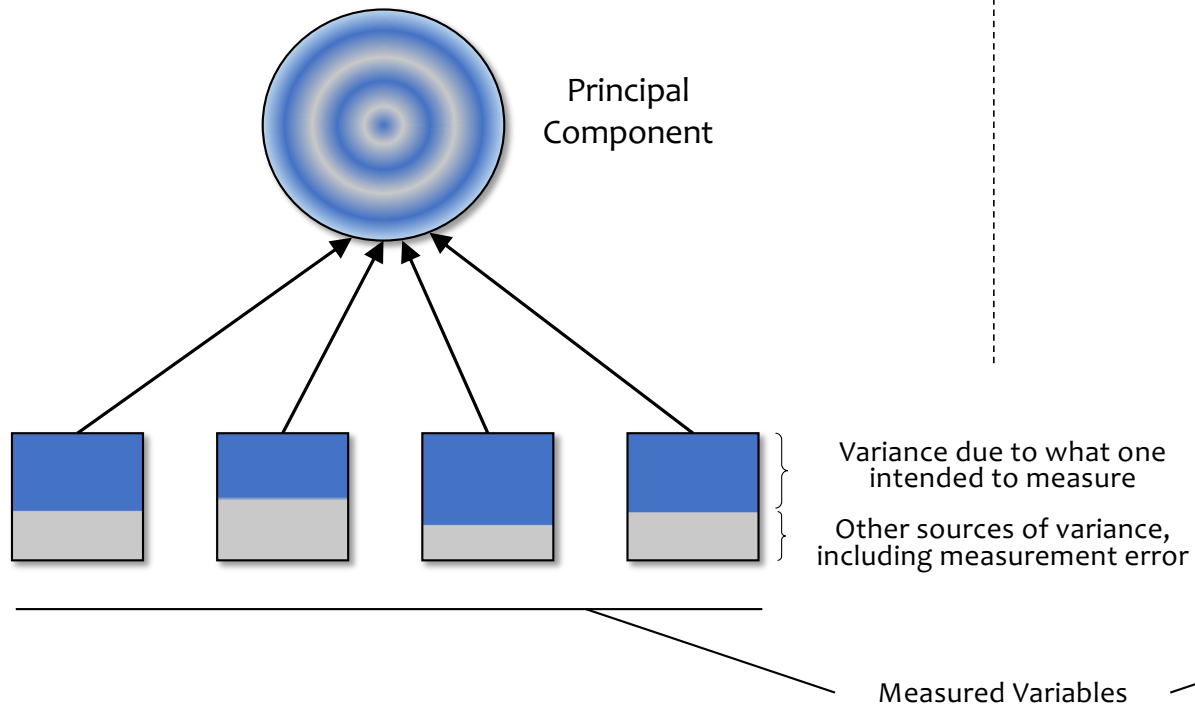 Principal
Component
Variance due to what one
intended to measure
Other sources of variance,
including measurement error
Measured Variables